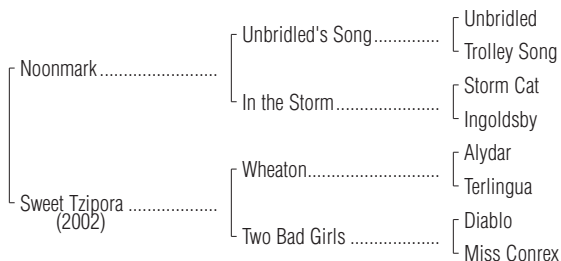 Unbridled
Unbridled's Song..............
Trolley Song
Noonmark.........................
Storm Cat
In the Storm......................
Ingoldsby
Alydar
Wheaton............................
Terlingua
Sweet Tzipora ...................
(2002)
Diablo
Two Bad Girls ...................
Miss Conrex